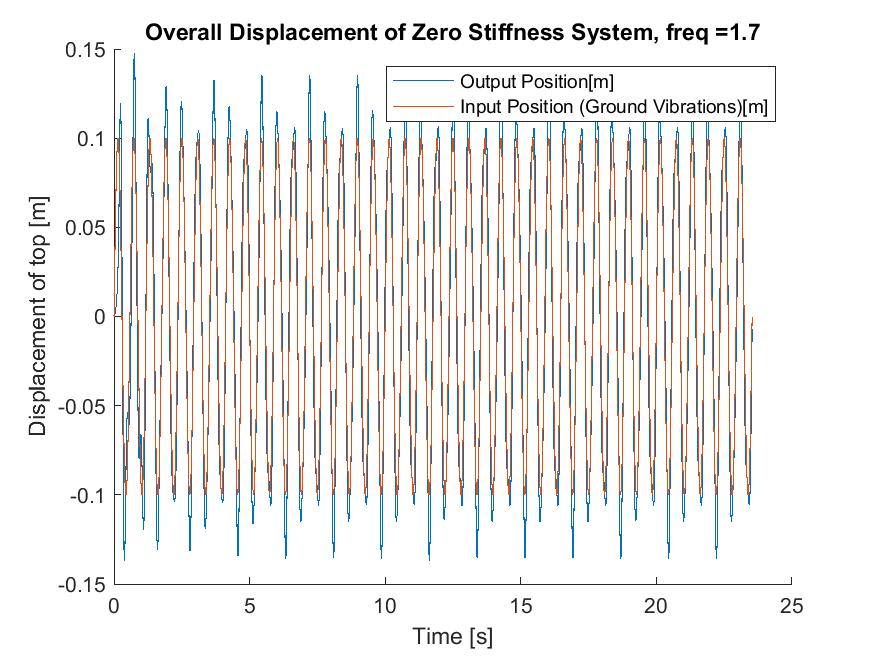 Overall Displacement of Zero Stiffness System, freq =1.7
Output Position[m]
Input Position (Ground Vibrations)[m]
Displacement of top [m]
0.15
0.1
0.05
0
-0.05
-0.1
-0.15
0 5 10 15 20 25
Time [s]